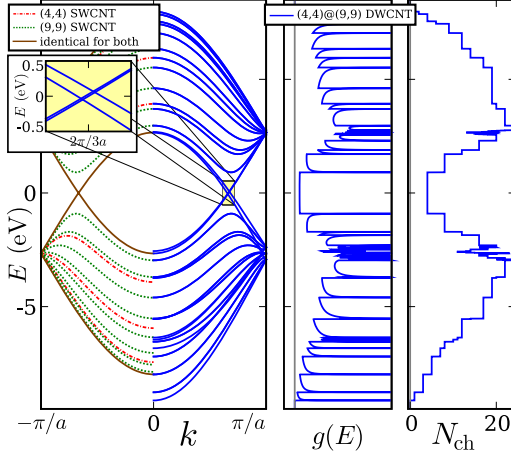 (4,4) SWCNT
(9,9) SWCNT
identical for both
(4,4)@(9,9) DWCNT
0.5
0
-0.5
E (eV)
2π/3a
0
-5
E (eV)
−π/a
0
π/a
k
g(E)
0
20
N_ch